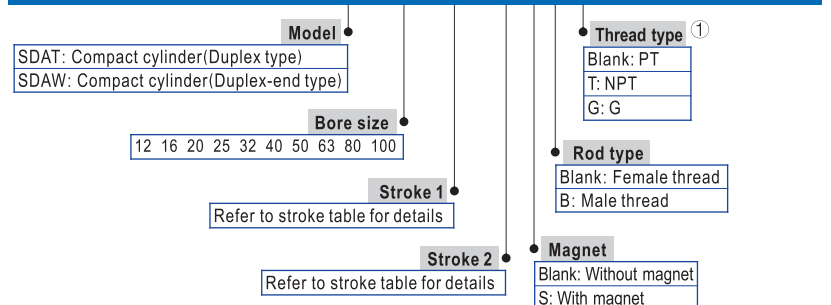 Model
SDAT: Compact cylinder(Duplex type)
SDAW: Compact cylinder(Duplex-end type)
Bore size
12 16 20 25 32 40 50 63 80 100
Stroke 1
Refer to stroke table for details
Stroke 2
Refer to stroke table for details
Magnet
Blank: Without magnet
S: With magnet
Rod type
Blank: Female thread
B: Male thread
Thread type ①
Blank: PT
T: NPT
G: G